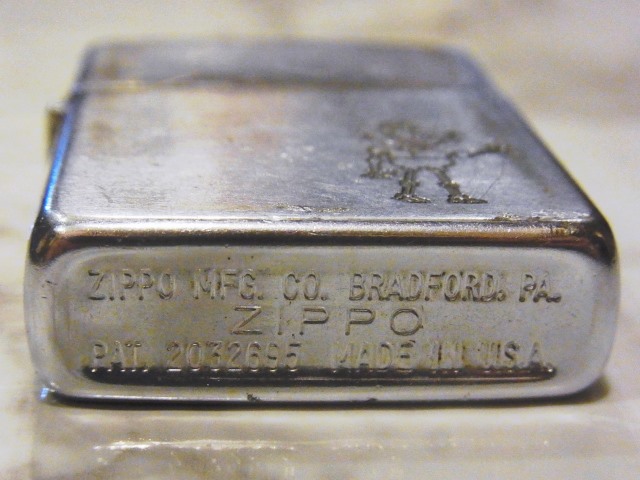 ZIPPO MFG. CO. BRADFORD. PA.
ZIPPO
PAT. 2032695 MADE IN U.S.A.